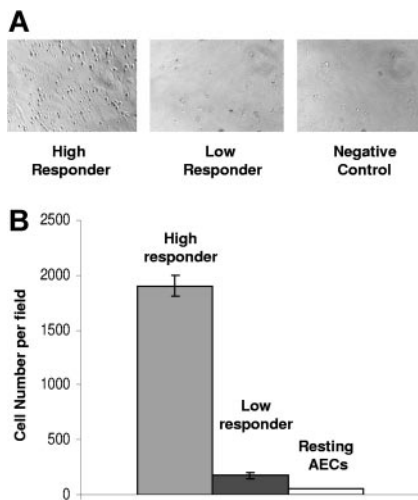 A
High
Responder
Low
Responder
Negative
Control
B
Cell Number per field
2500
2000
1500
1000
500
0
High
responder
Low
responder
Resting
AECs